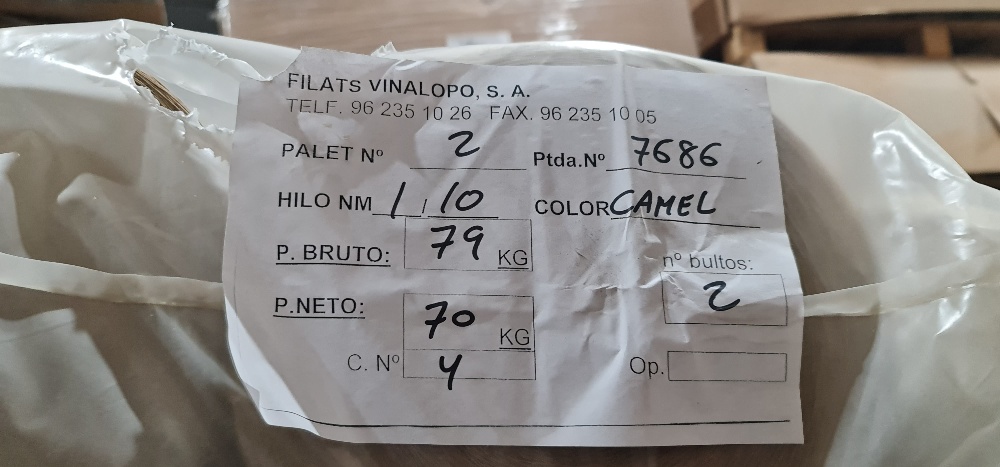 FILATS VINALOPO, S. A.
TELF. 96 235 10 26 FAX. 96 235 10 05
PALET Nº 2 Ptda.Nº 7686
HILO NM 1 / 10 COLOR CAMEL
P. BRUTO: 79 KG
nº bultos:
2
P.NETO: 70 KG
C. Nº 4 Op.